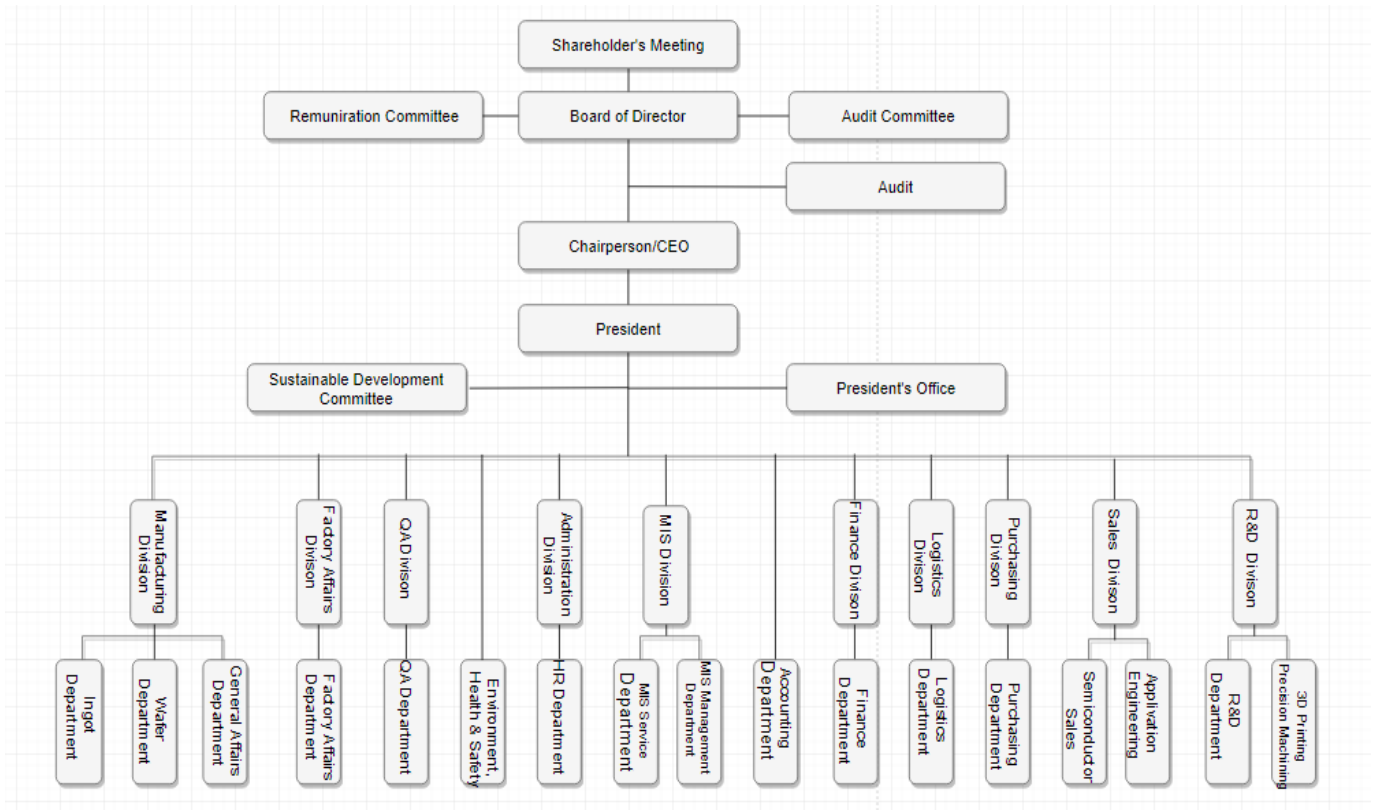 Shareholder's Meeting
Remuniration Committee
Board of Director
Audit Committee
Audit
Chairperson/CEO
President
Sustainable Development
Committee
President's Office
Manufacturing
Division
Factory Affairs
Divison
QA Divison
Administration
Division
MIS Division
Finance Divison
Logistics
Divison
Purchasing
Divison
Sales Divison
R&D Divison
Ingot
Department
Wafer
Department
General Affairs
Department
Factory Affairs
Department
QA Department
Environment,
Health & Safety
HR Department
MIS Service
Department
MIS Management
Department
Accounting
Department
Finance
Department
Logistics
Department
Purchasing
Department
Semiconductor
Sales
Applivation
Engineering
R&D
Department
3D Printing
Precision Machining